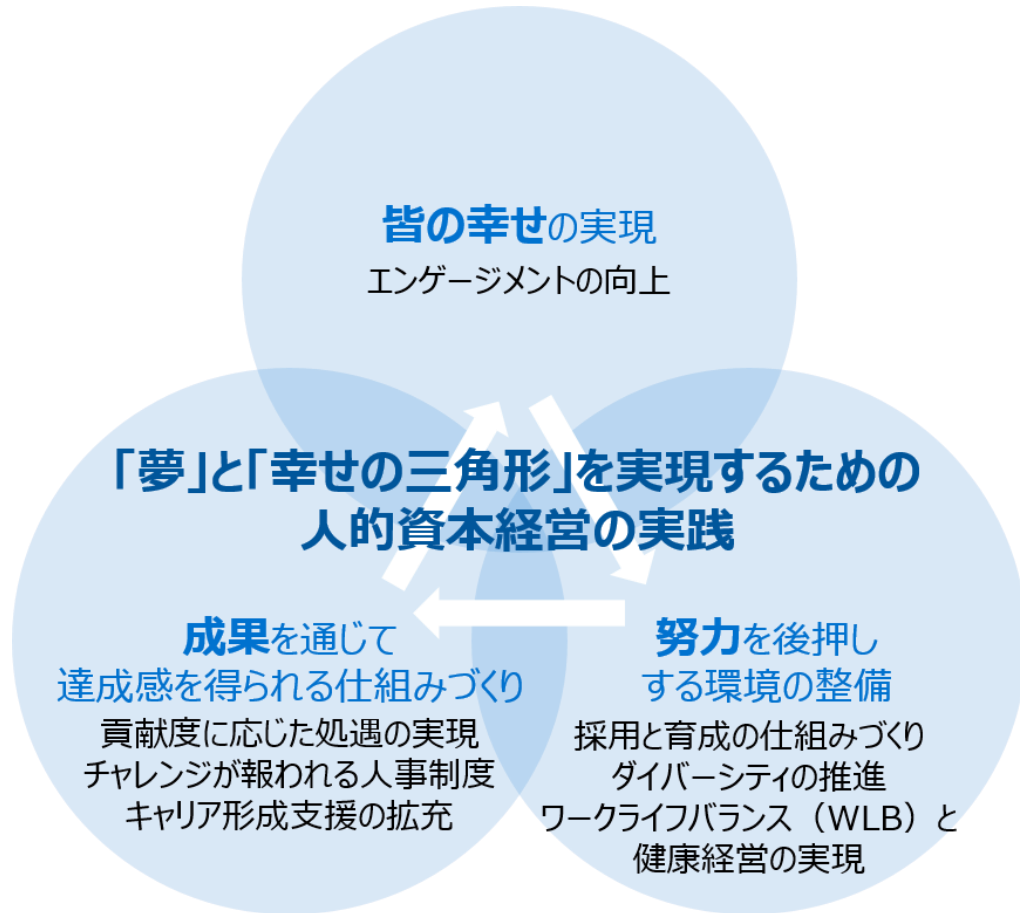 皆の幸せの実現
エンゲージメントの向上
「夢」と「幸せの三角形」を実現するための
人的資本経営の実践
成果を通じて
達成感を得られる仕組みづくり
貢献度に応じた処遇の実現
チャレンジが報われる人事制度
キャリア形成支援の拡充
努力を後押し
する環境の整備
採用と育成の仕組みづくり
ダイバーシティの推進
ワークライフバランス（WLB）と
健康経営の実現